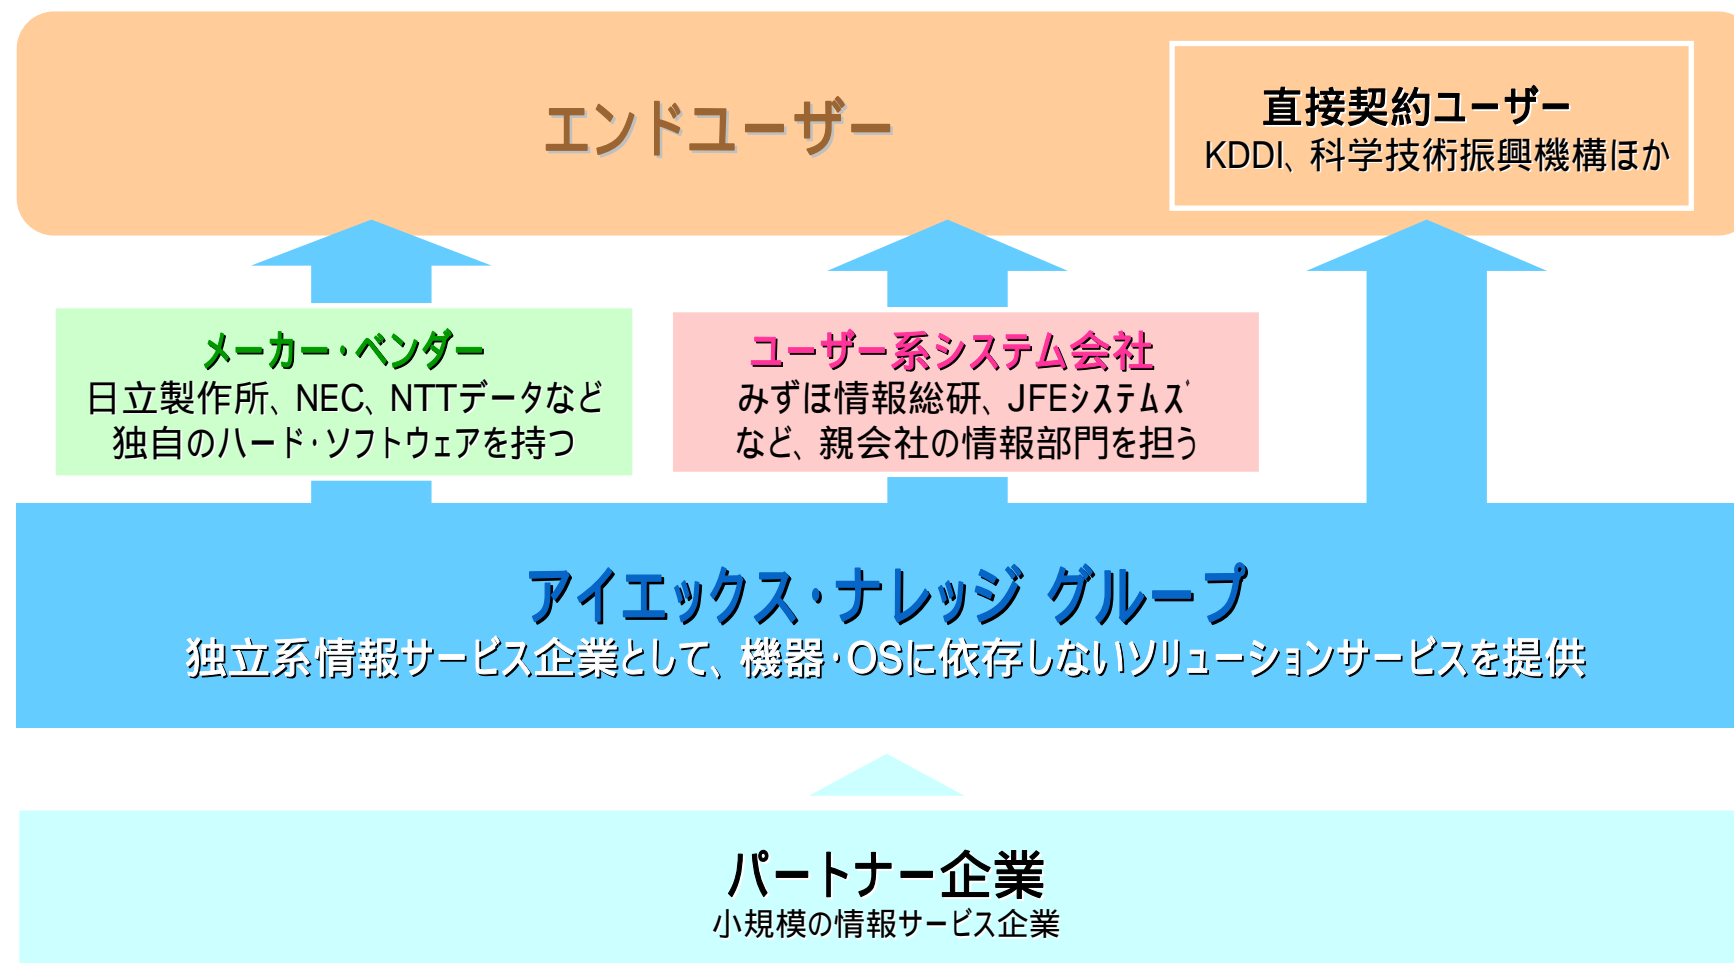 エンドユーザー
直接契約ユーザー
KDDI、科学技術振興機構ほか
メーカー・ベンダー
日立製作所、NEC、NTTデータなど
独自のハード・ソフトウェアを持つ
ユーザー系システム会社
みずほ情報総研、JFEｼｽﾃﾑｽﾞ
など、親会社の情報部門を担う
アイエックス・ナレッジ グループ
独立系情報サービス企業として、機器・OSに依存しないソリューションサービスを提供
パートナー企業
小規模の情報サービス企業